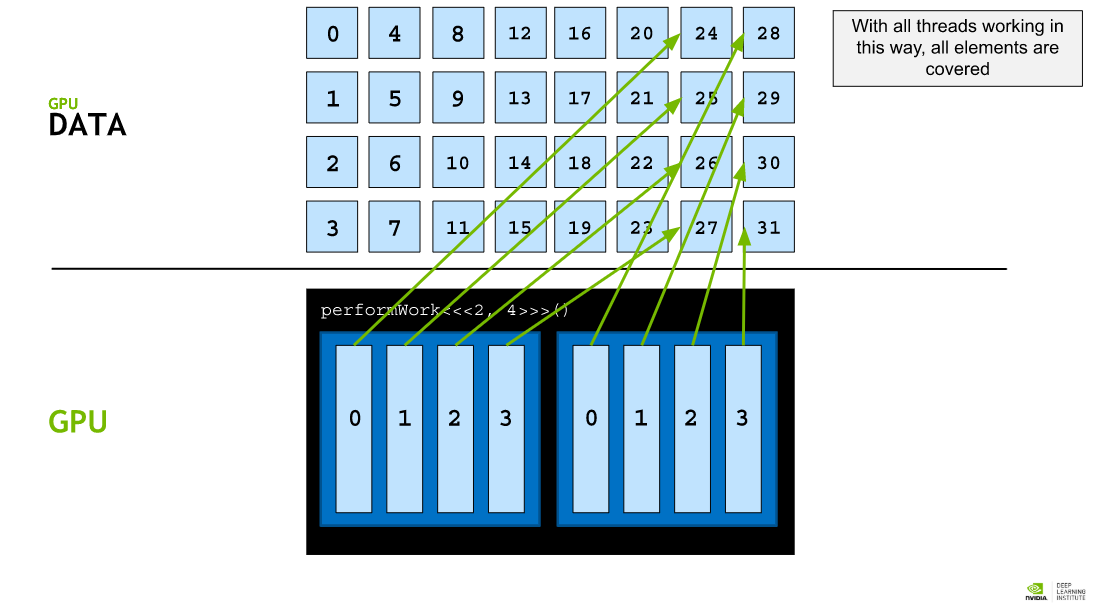 0 4 8 12 16 20 24 28
With all threads working in
this way, all elements are
covered
1 5 9 13 17 21 25 29
GPU
DATA
2 6 10 14 18 22 26 30
3 7 11 15 19 23 27 31
performWork<<<2, 4>>>()
GPU
0 1 2 3 0 1 2 3
NVIDIA
DEEP
LEARNING
INSTITUTE